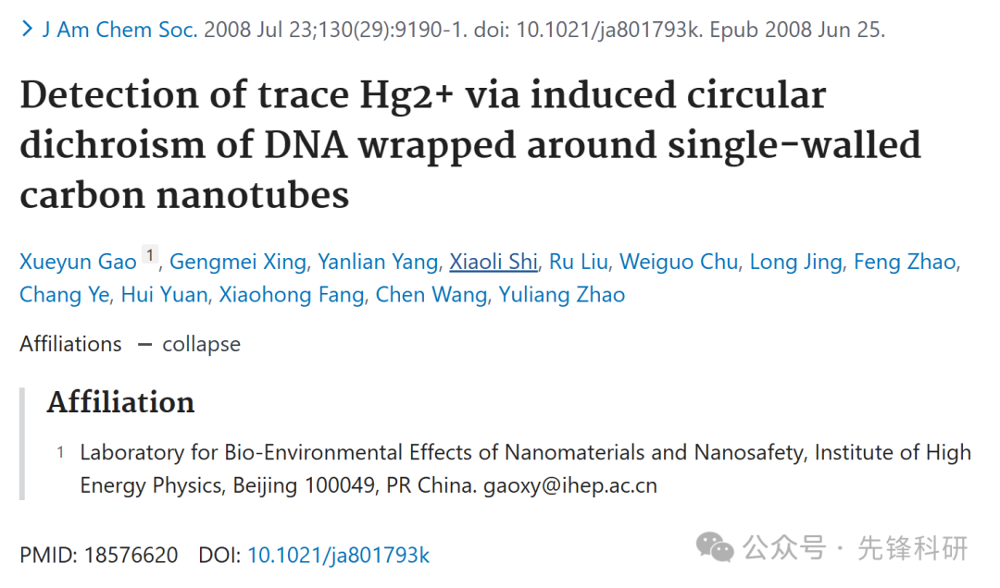 J Am Chem Soc. 2008 Jul 23;130(29):9190-1. doi: 10.1021/ja801793k. Epub 2008 Jun 25.
Detection of trace Hg2+ via induced circular
dichroism of DNA wrapped around single-walled
carbon nanotubes
Xueyun Gao 1, Gengmei Xing, Yanlian Yang, Xiaoli Shi, Ru Liu, Weiguo Chu, Long Jing, Feng Zhao,
Chang Ye, Hui Yuan, Xiaohong Fang, Chen Wang, Yuliang Zhao
Affiliations — collapse
Affiliation
1 Laboratory for Bio-Environmental Effects of Nanomaterials and Nanosafety, Institute of High
Energy Physics, Beijing 100049, PR China. gaoxy@ihep.ac.cn
PMID: 18576620 DOI: 10.1021/ja801793k
公众号 · 先锋科研